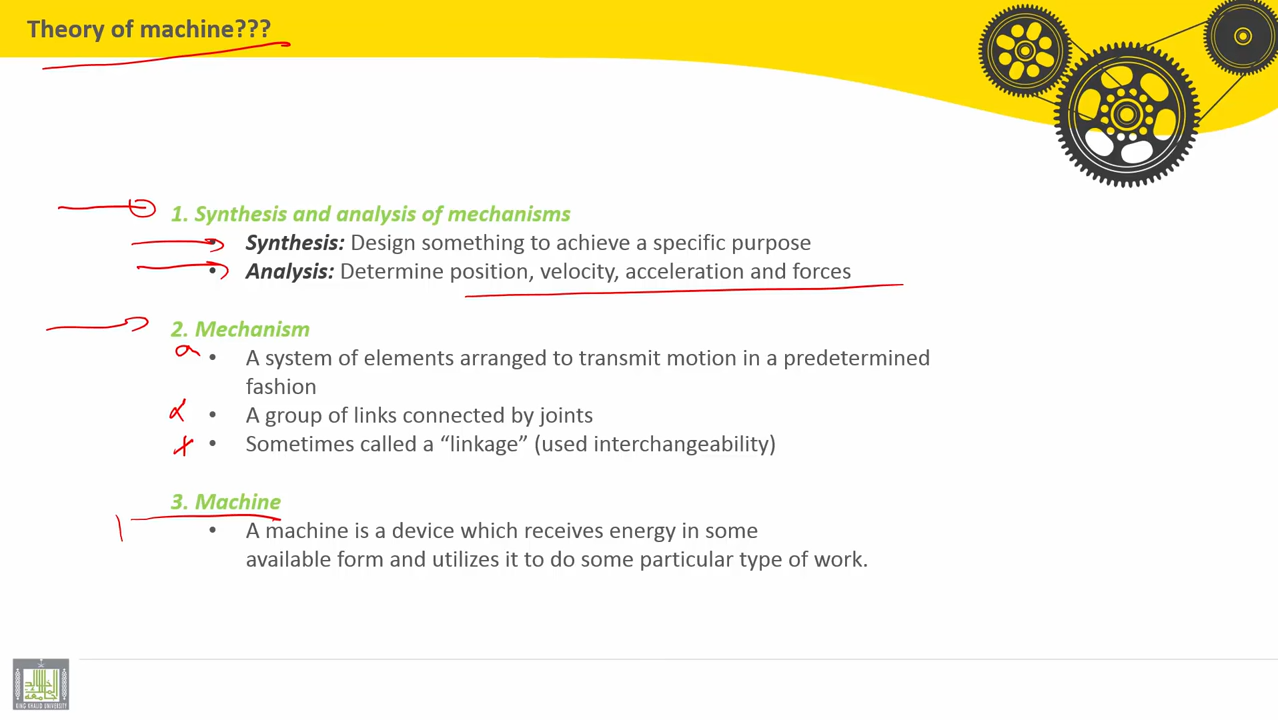 Theory of machine???
1. Synthesis and analysis of mechanisms
• Synthesis: Design something to achieve a specific purpose
• Analysis: Determine position, velocity, acceleration and forces
2. Mechanism
• A system of elements arranged to transmit motion in a predetermined
fashion
• A group of links connected by joints
• Sometimes called a “linkage” (used interchangeability)
3. Machine
• A machine is a device which receives energy in some
available form and utilizes it to do some particular type of work.
KING KHALID UNIVERSITY